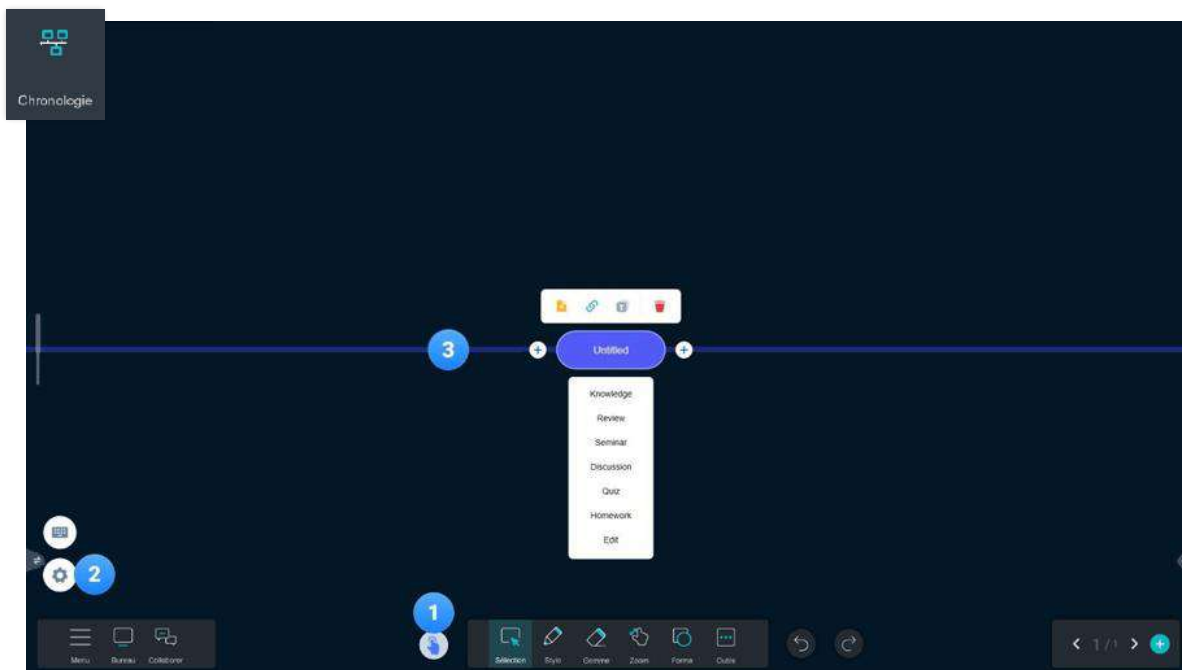 Chronologie
3
Untitled
Knowledge
Review
Seminar
Discussion
Quiz
Homework
Edit
2
1
Menu
Bureau
Collaborer
Sélection
Stylo
Gomme
Zoom
Forme
Outils
1/1